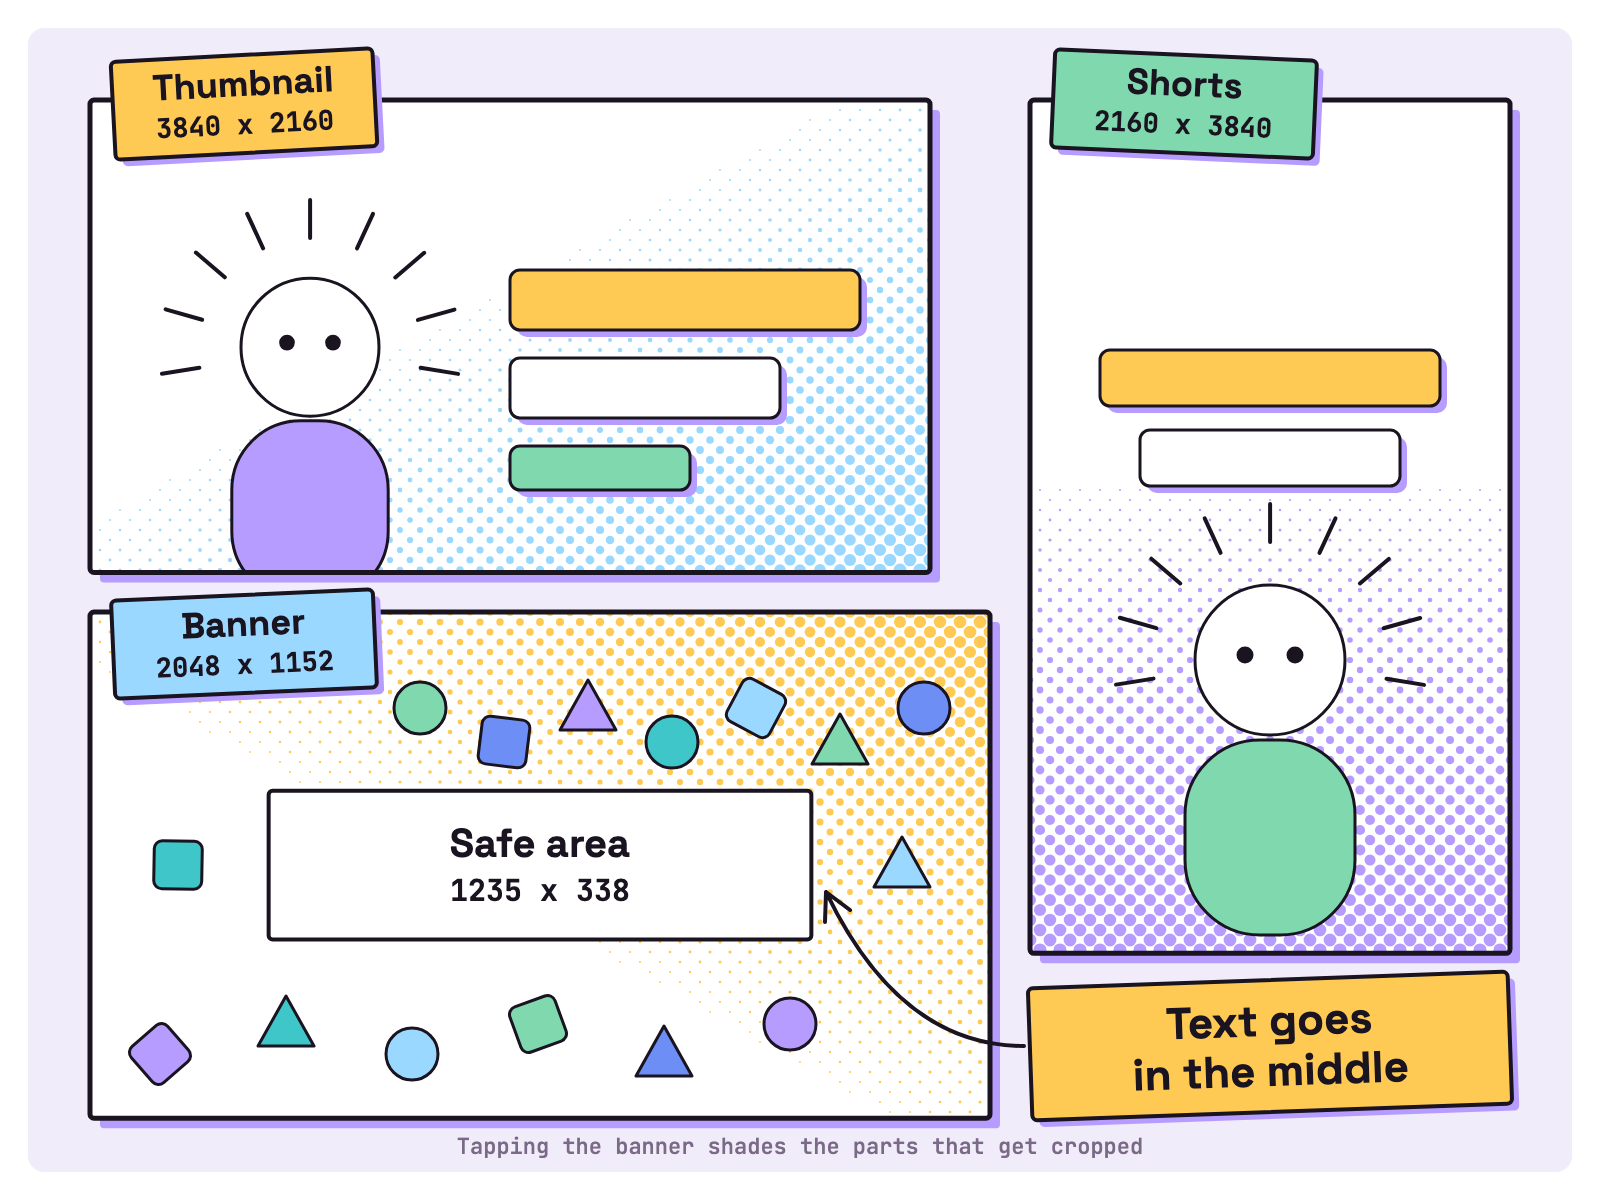 Thumbnail
3840 x 2160
Shorts
2160 x 3840
Banner
2048 x 1152
Safe area
1235 x 338
Text goes
in the middle
Tapping the banner shades the parts that get cropped